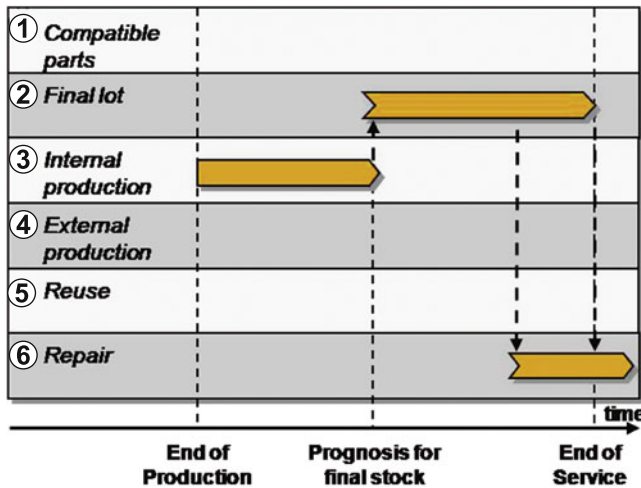 ① Compatible
parts
② Final lot
③ Internal
production
④ External
production
⑤ Reuse
⑥ Repair
time
End of
Production
Prognosis for
final stock
End of
Service